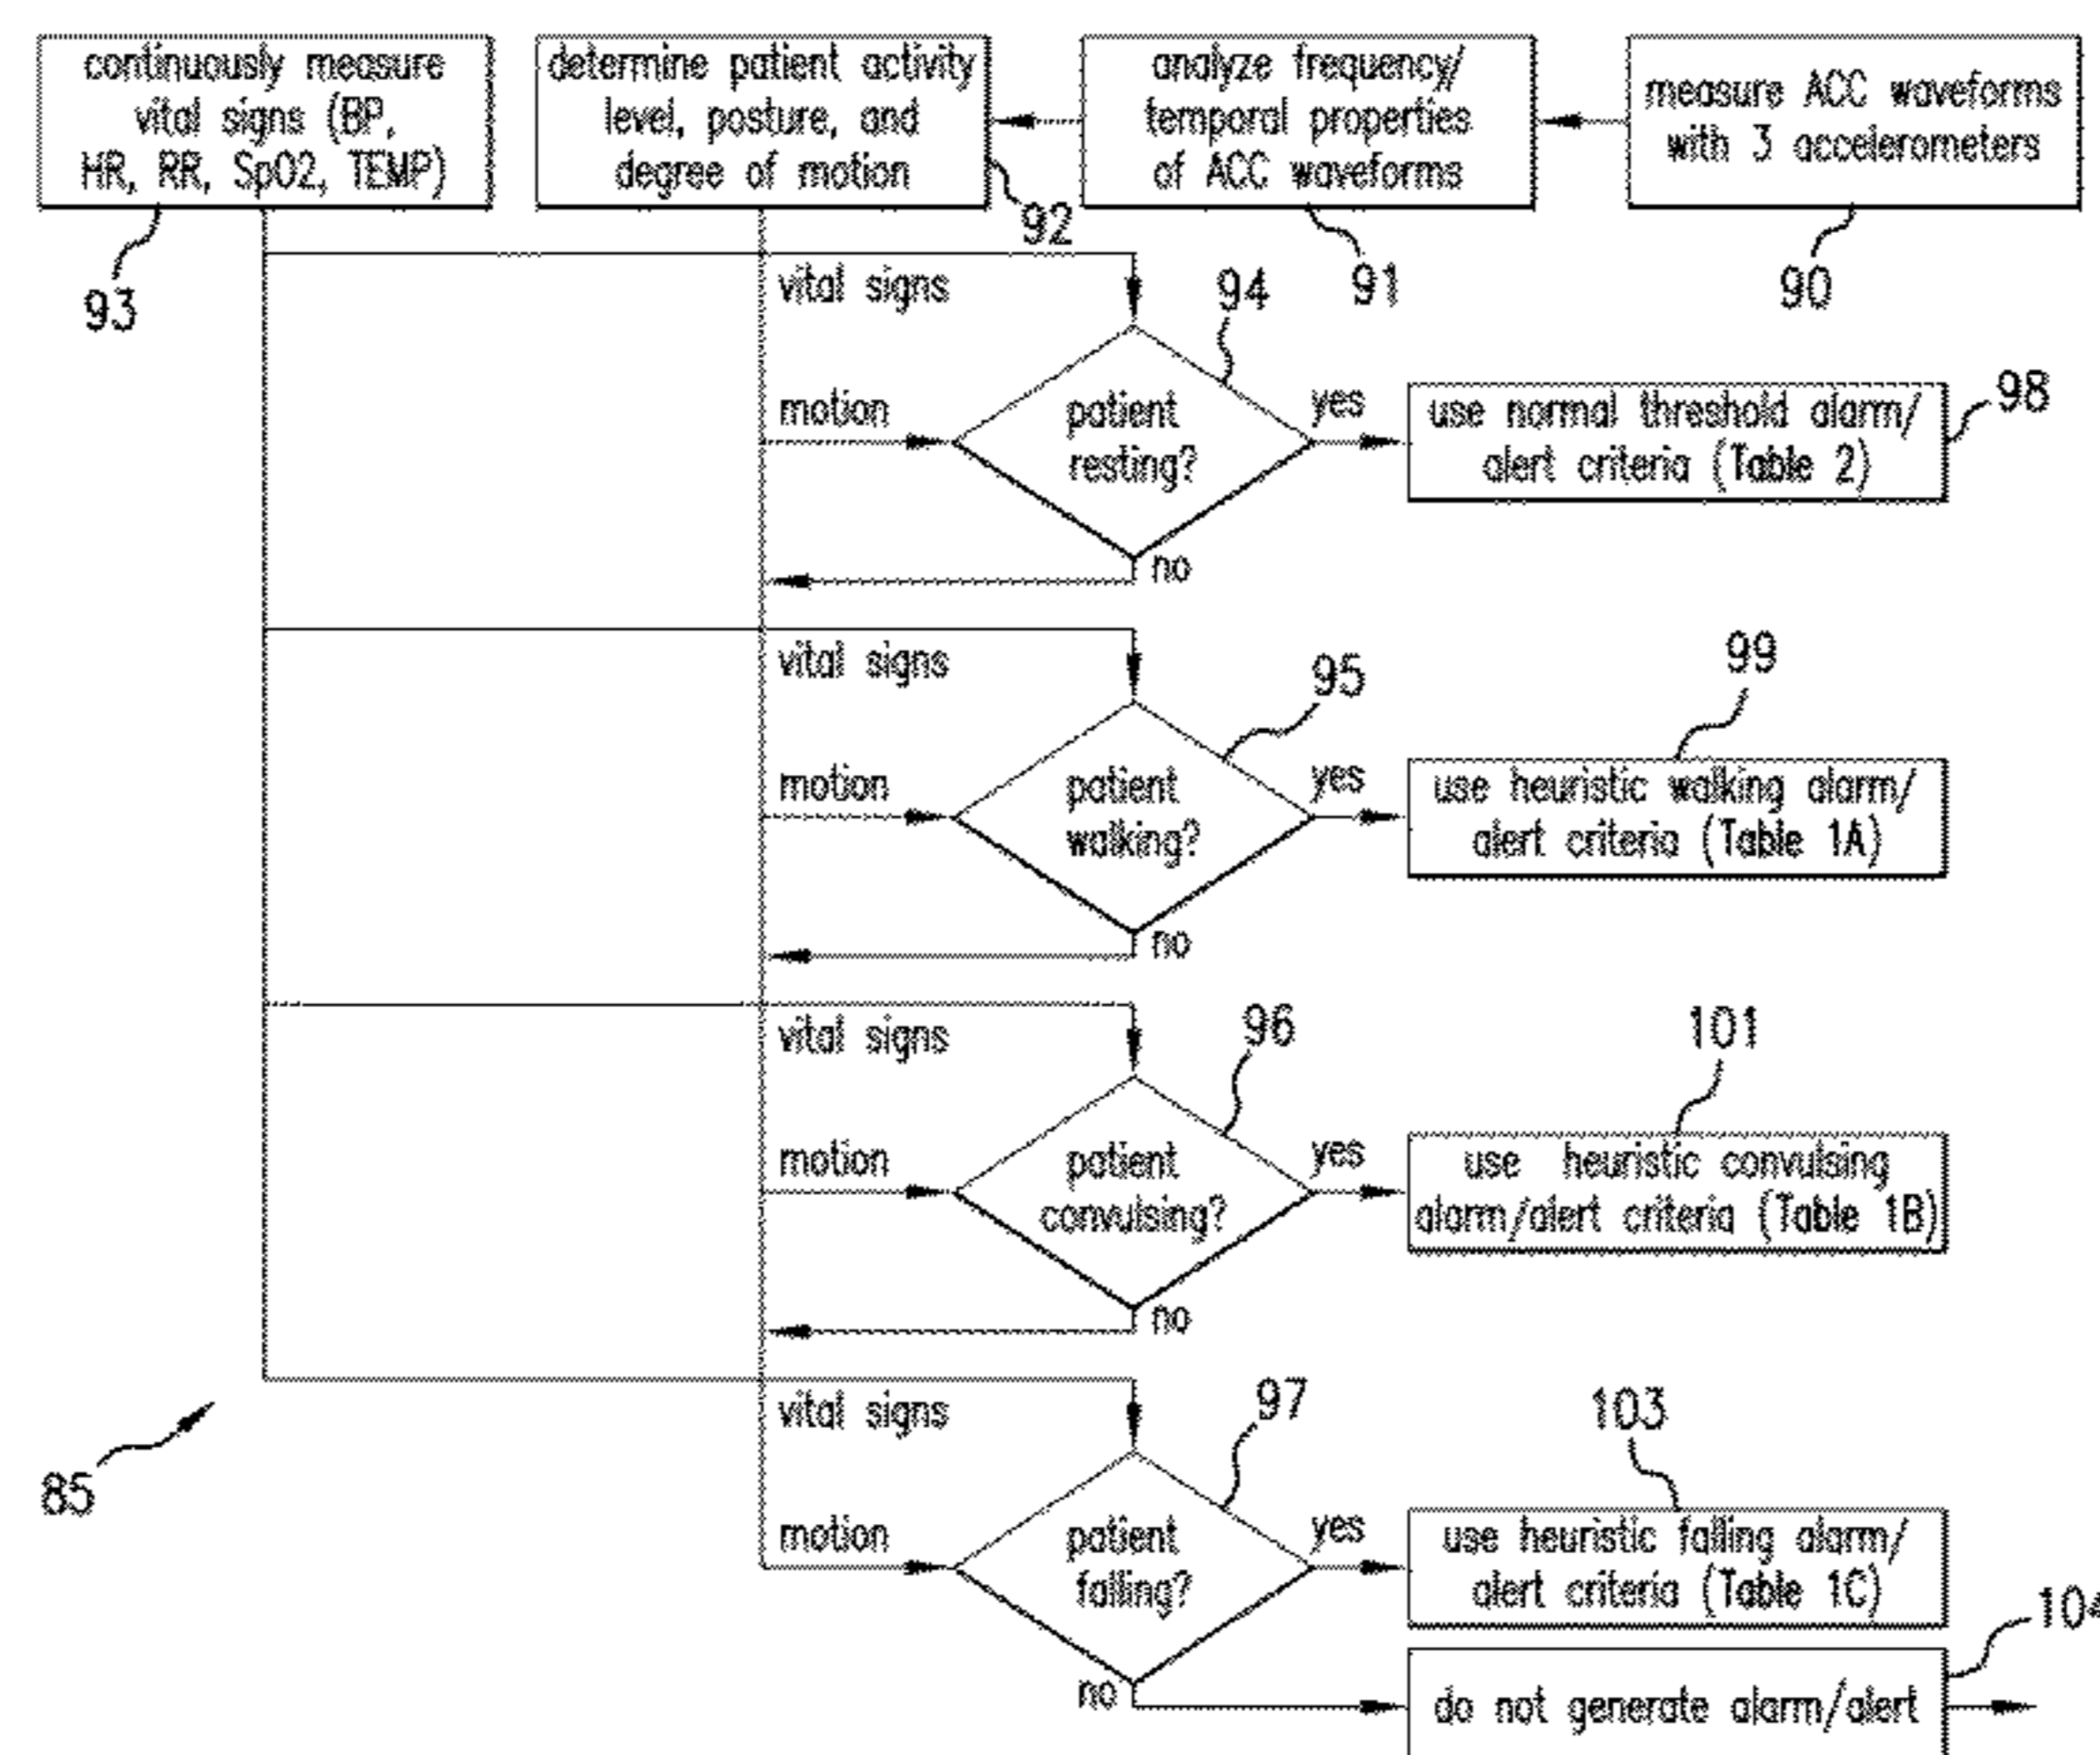 continuously measure
vital signs (BP,
HR, RR, SpO2, TEMP)
93
determine patient activity
level, posture, and
degree of motion
92
analyze frequency/
temporal properties
of ACC waveforms
91
measure ACC waveforms
with 3 accelerometers
90
vital signs
94
motion
patient
resting?
yes
no
use normal threshold alarm/
alert criteria (Table 2)
98
vital signs
95
motion
patient
walking?
yes
no
99
use heuristic walking alarm/
alert criteria (Table 1A)
vital signs
96
motion
patient
convulsing?
yes
no
101
use heuristic convulsing
alarm/alert criteria (Table 1B)
85
vital signs
97
motion
patient
falling?
yes
no
103
use heuristic falling alarm/
alert criteria (Table 1C)
104
do not generate alarm/alert